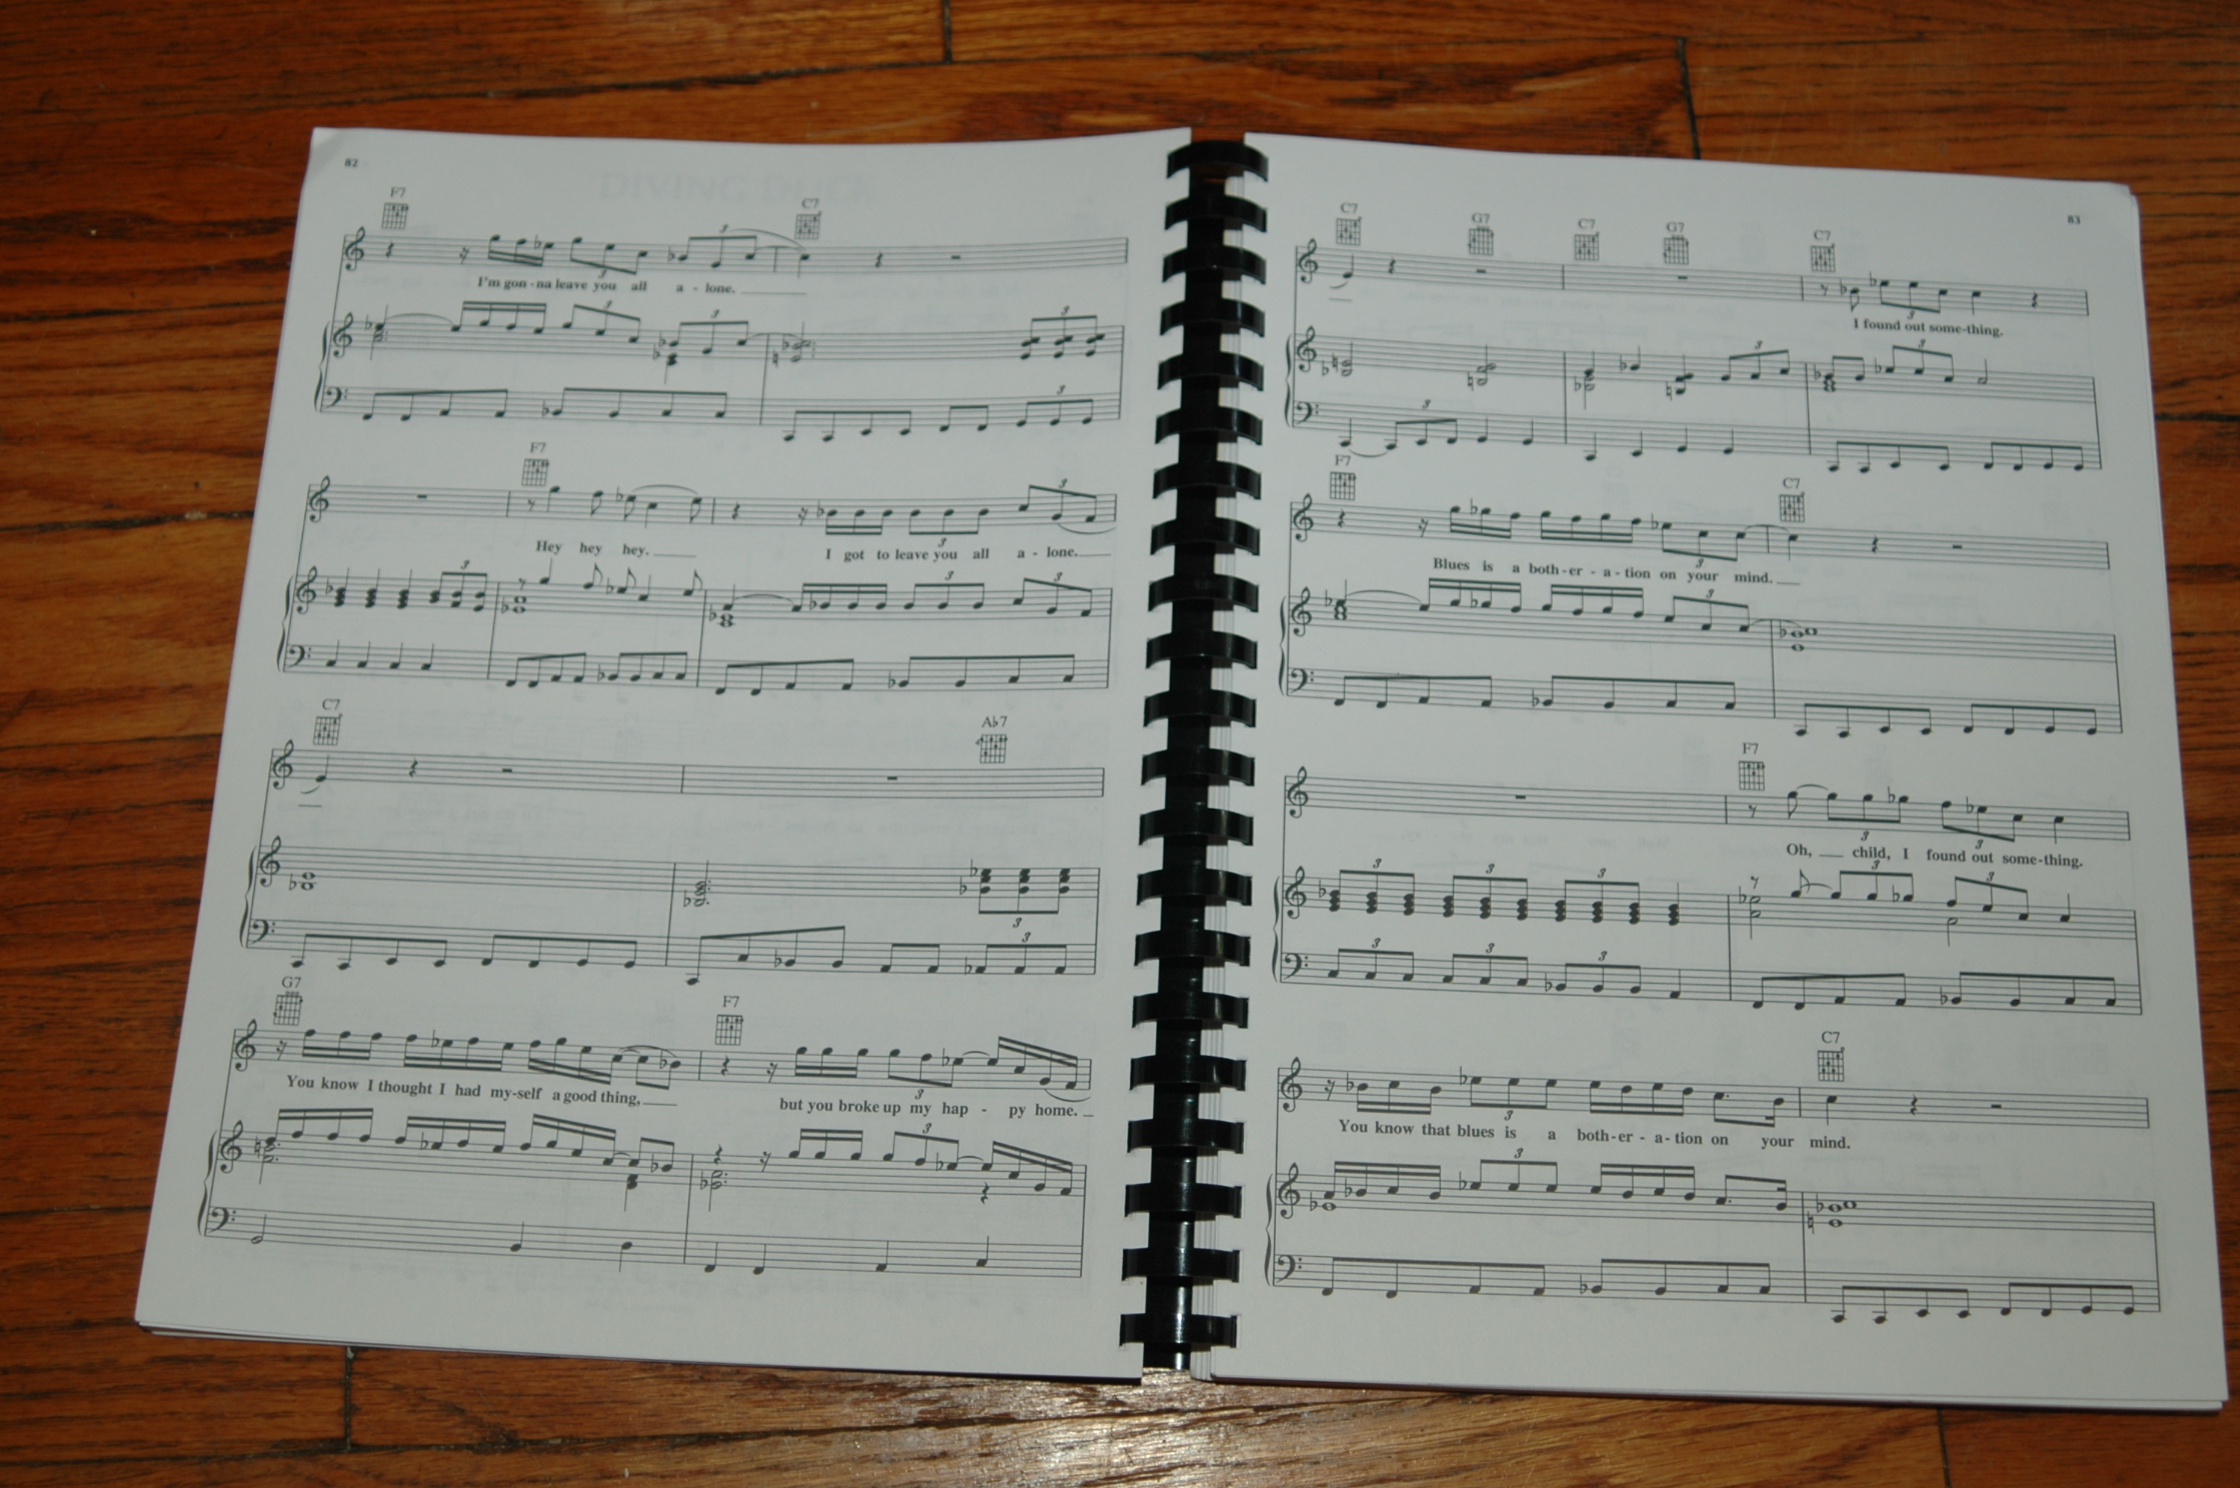 82
F7 C7
I'm gon - na leave you all a - lone.
F7
Hey hey hey. I got to leave you all a - lone.
C7 A♭7
G7 F7
You know I thought I had my-self a good thing, but you broke up my hap - py home.
83
C7 G7 C7 G7 C7
I found out some-thing.
F7 C7
Blues is a both-er - a - tion on your mind.
F7
Oh, child, I found out some-thing.
C7
You know that blues is a both-er - a - tion on your mind.